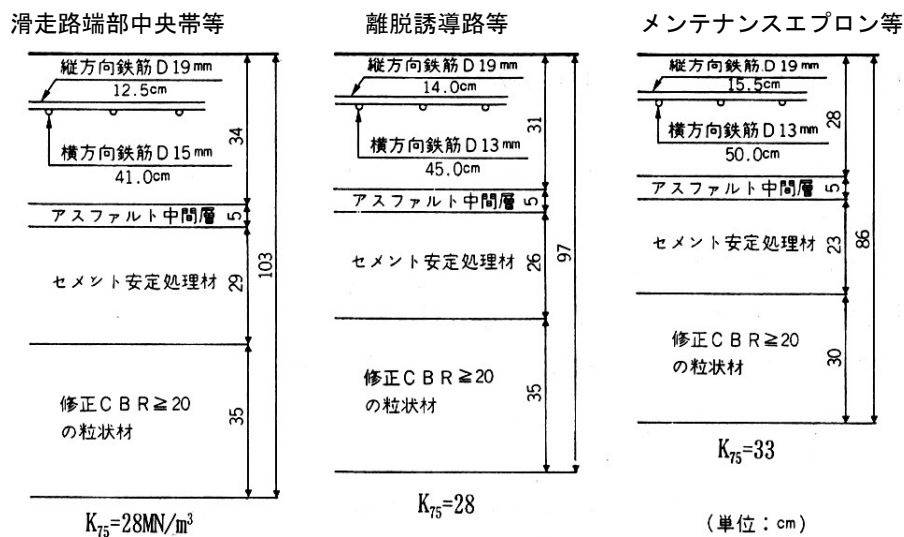 滑走路端部中央帯等
縦方向鉄筋D19mm
12.5cm
横方向鉄筋D15mm
41.0cm
34
アスファルト中間層
5
セメント安定処理材
29
103
修正CBR≧20
の粒状材
35
K75=28MN/m³
離脱誘導路等
縦方向鉄筋D19mm
14.0cm
横方向鉄筋D13mm
45.0cm
31
アスファルト中間層
5
セメント安定処理材
26
97
修正CBR≧20
の粒状材
35
K75=28
メンテナンスエプロン等
縦方向鉄筋D19mm
15.5cm
横方向鉄筋D13mm
50.0cm
28
アスファルト中間層
5
セメント安定処理材
23
86
修正CBR≧20
の粒状材
30
K75=33
(単位:cm)